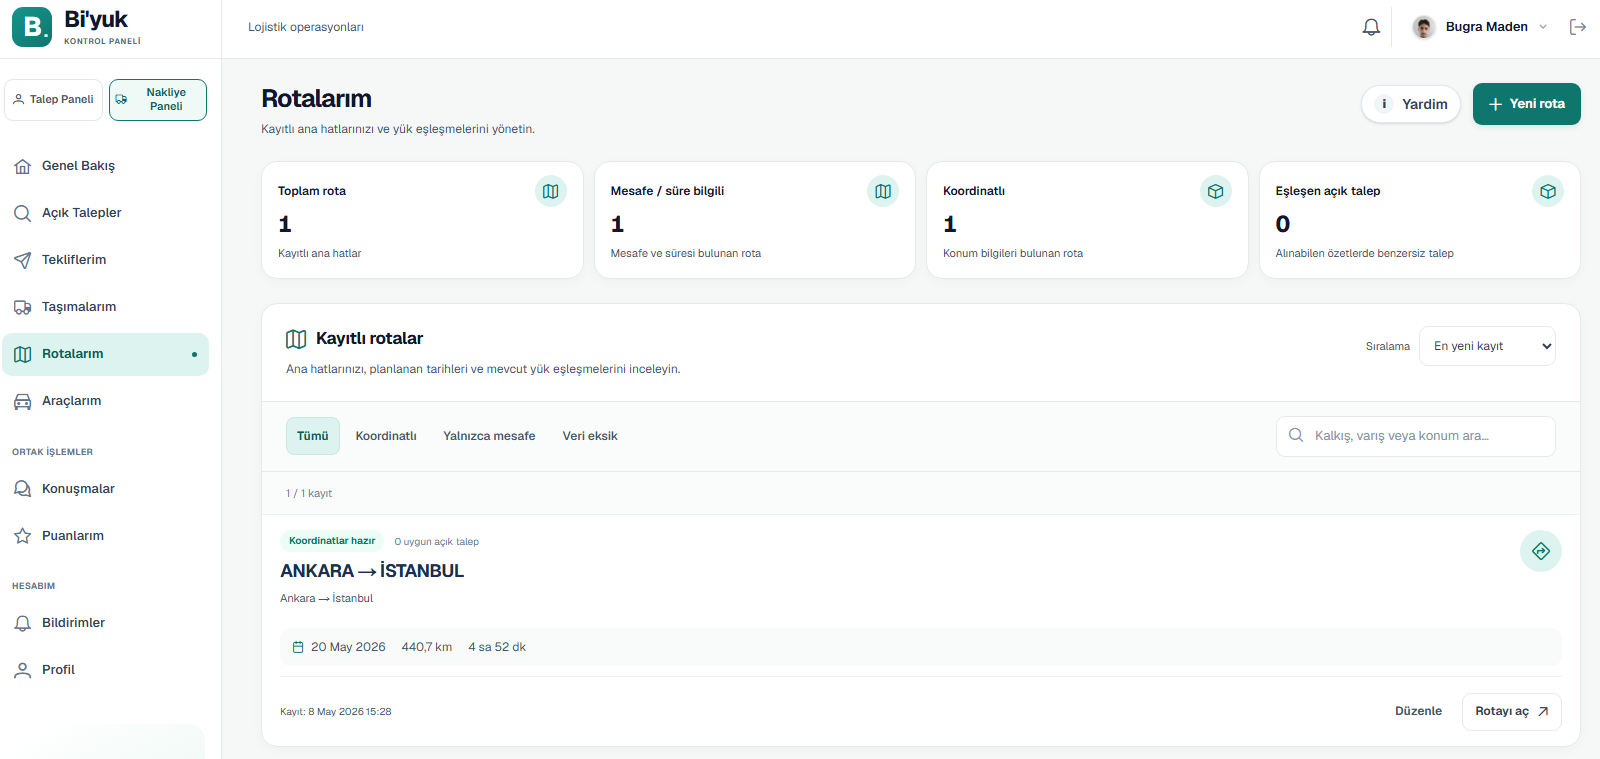 B.
Bi'yuk
KONTROL PANELİ
Lojistik operasyonları
Bugra Maden
Talep Paneli
Nakliye
Paneli
Genel Bakış
Açık Talepler
Tekliflerim
Taşımalarım
Rotalarım
Araçlarım
ORTAK İŞLEMLER
Konuşmalar
Puanlarım
HESABIM
Bildirimler
Profil
Rotalarım
Kayıtlı ana hatlarınızı ve yük eşleşmelerini yönetin.
i Yardim
+ Yeni rota
Toplam rota
1
Kayıtlı ana hatlar
Mesafe / süre bilgili
1
Mesafe ve süresi bulunan rota
Koordinatlı
1
Konum bilgileri bulunan rota
Eşleşen açık talep
0
Alınabilen özetlerde benzersiz talep
Kayıtlı rotalar
Ana hatlarınızı, planlanan tarihleri ve mevcut yük eşleşmelerini inceleyin.
Sıralama
En yeni kayıt
Tümü
Koordinatlı
Yalnızca mesafe
Veri eksik
Kalkış, varış veya konum ara...
1 / 1 kayıt
Koordinatlar hazır
0 uygun açık talep
ANKARA → İSTANBUL
Ankara → İstanbul
20 May 2026
440,7 km
4 sa 52 dk
Kayıt: 8 May 2026 15:28
Düzenle
Rotayı aç